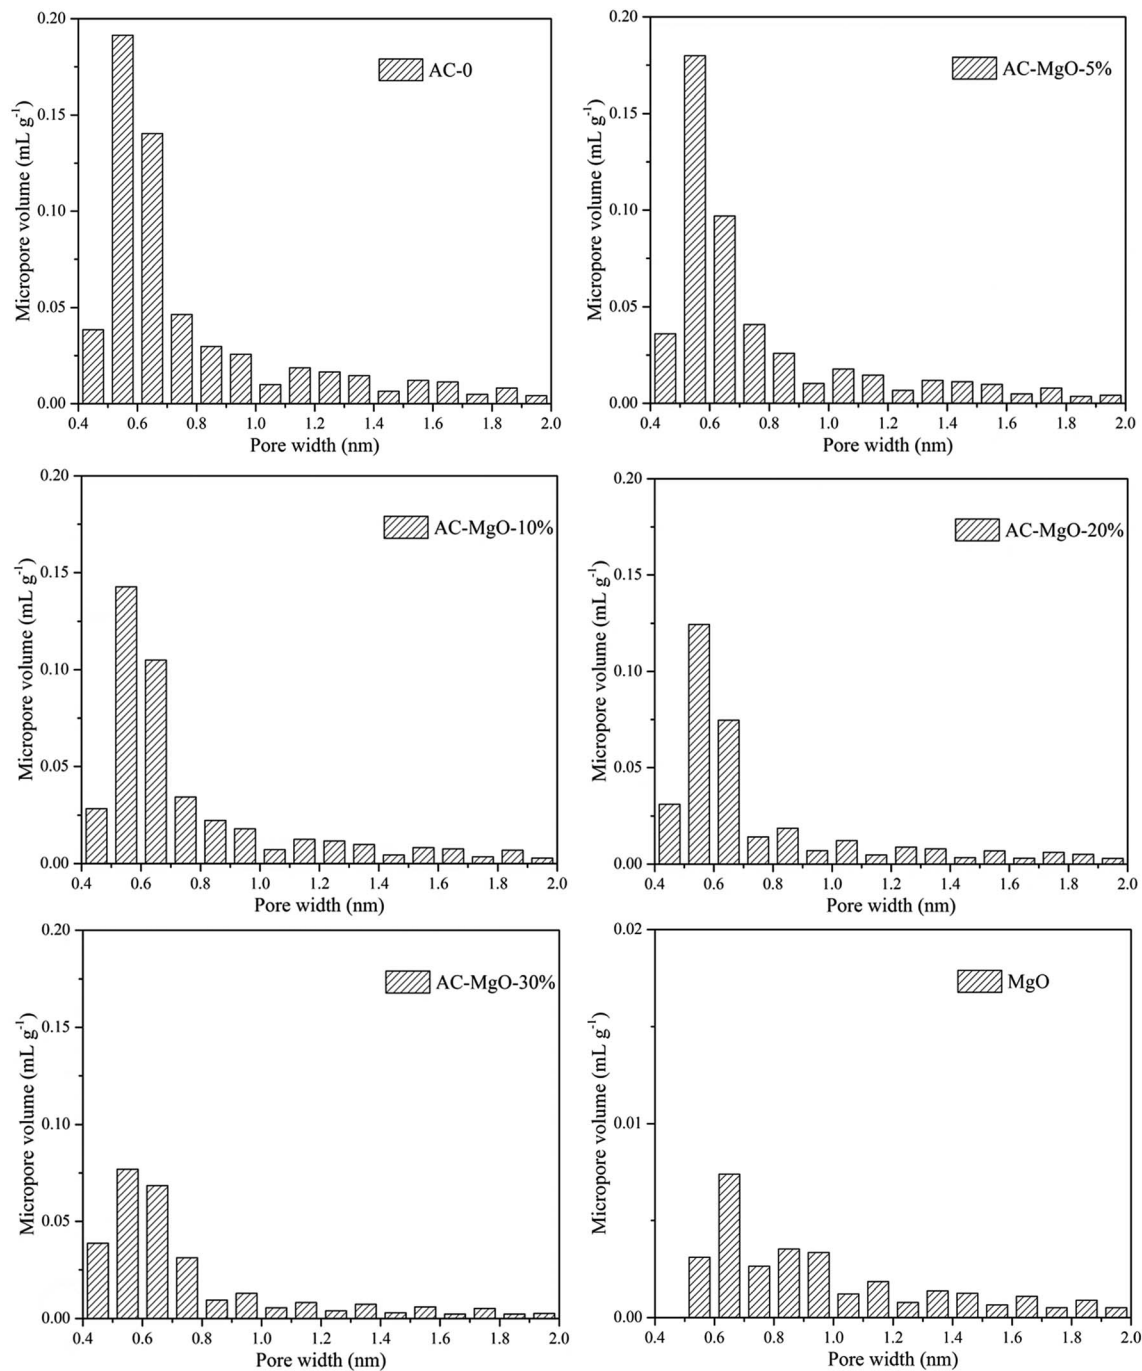 0.20
0.15
0.10
0.05
0.00
Micropore volume (mL g⁻¹)
AC-0
0.4 0.6 0.8 1.0 1.2 1.4 1.6 1.8 2.0
Pore width (nm)
0.20
0.15
0.10
0.05
0.00
Micropore volume (mL g⁻¹)
AC-MgO-5%
0.4 0.6 0.8 1.0 1.2 1.4 1.6 1.8 2.0
Pore width (nm)
0.20
0.15
0.10
0.05
0.00
Micropore volume (mL g⁻¹)
AC-MgO-10%
0.4 0.6 0.8 1.0 1.2 1.4 1.6 1.8 2.0
Pore width (nm)
0.20
0.15
0.10
0.05
0.00
Micropore volume (mL g⁻¹)
AC-MgO-20%
0.4 0.6 0.8 1.0 1.2 1.4 1.6 1.8 2.0
Pore width (nm)
0.20
0.15
0.10
0.05
0.00
Micropore volume (mL g⁻¹)
AC-MgO-30%
0.4 0.6 0.8 1.0 1.2 1.4 1.6 1.8 2.0
Pore width (nm)
0.02
0.01
0.00
Micropore volume (mL g⁻¹)
MgO
0.4 0.6 0.8 1.0 1.2 1.4 1.6 1.8 2.0
Pore width (nm)